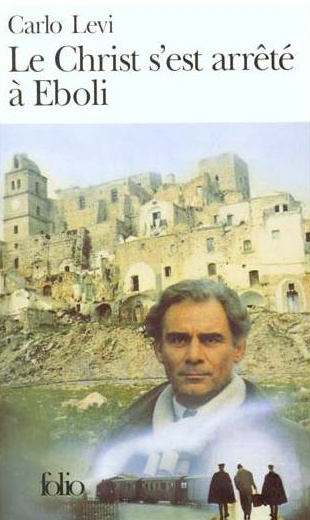 Carlo Levi
Le Christ s'est arrêté
à Eboli
folio